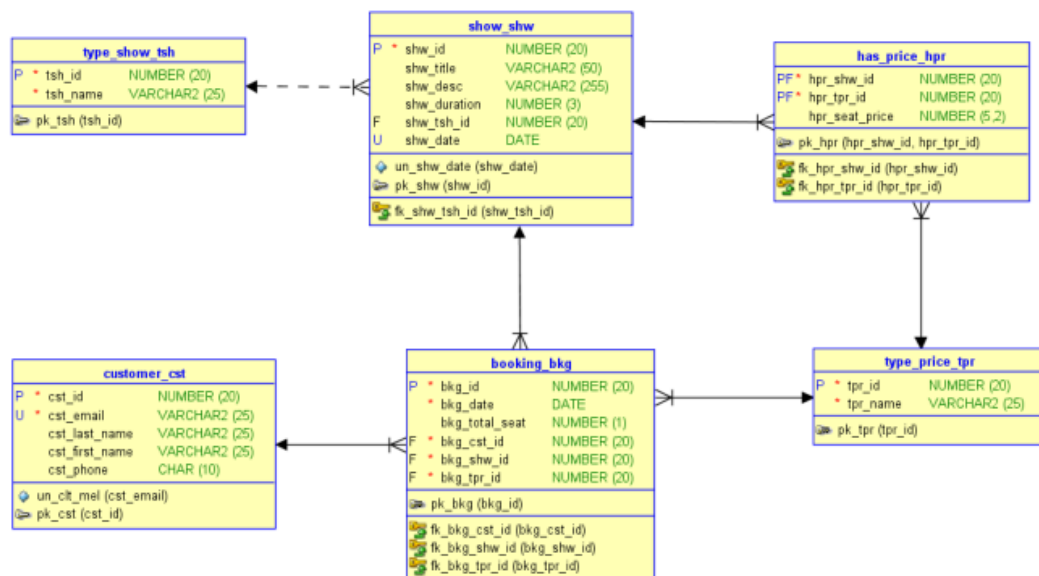 type_show_tsh
P * tsh_id NUMBER (20)
* tsh_name VARCHAR2 (25)
pk_tsh (tsh_id)
show_shw
P * shw_id NUMBER (20)
shw_title VARCHAR2 (50)
shw_desc VARCHAR2 (255)
shw_duration NUMBER (3)
F shw_tsh_id NUMBER (20)
U shw_date DATE
un_shw_date (shw_date)
pk_shw (shw_id)
fk_shw_tsh_id (shw_tsh_id)
has_price_hpr
PF* hpr_shw_id NUMBER (20)
PF* hpr_tpr_id NUMBER (20)
hpr_seat_price NUMBER (5,2)
pk_hpr (hpr_shw_id, hpr_tpr_id)
fk_hpr_shw_id (hpr_shw_id)
fk_hpr_tpr_id (hpr_tpr_id)
customer_cst
P * cst_id NUMBER (20)
U * cst_email VARCHAR2 (25)
cst_last_name VARCHAR2 (25)
cst_first_name VARCHAR2 (25)
cst_phone CHAR (10)
un_clt_mel (cst_email)
pk_cst (cst_id)
booking_bkg
P * bkg_id NUMBER (20)
* bkg_date DATE
bkg_total_seat NUMBER (1)
F * bkg_cst_id NUMBER (20)
F * bkg_shw_id NUMBER (20)
F * bkg_tpr_id NUMBER (20)
pk_bkg (bkg_id)
fk_bkg_cst_id (bkg_cst_id)
fk_bkg_shw_id (bkg_shw_id)
fk_bkg_tpr_id (bkg_tpr_id)
type_price_tpr
P * tpr_id NUMBER (20)
* tpr_name VARCHAR2 (25)
pk_tpr (tpr_id)